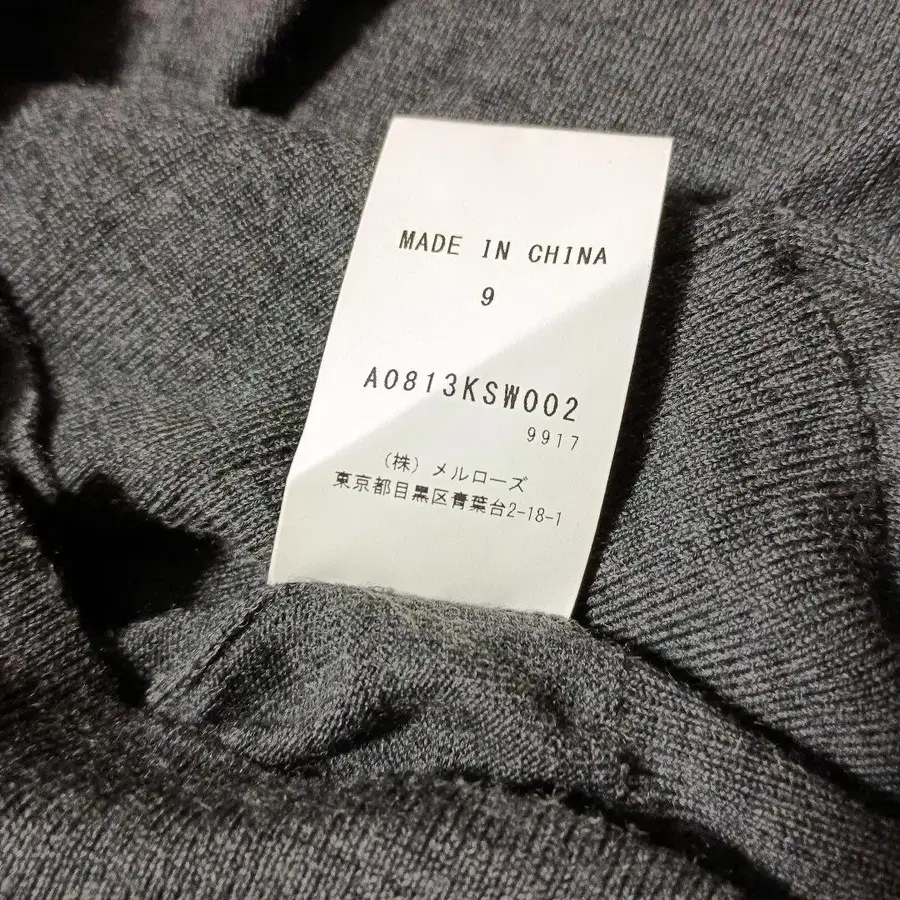 MADE IN CHINA
9
A0813KSW002
9917
(株) メルローズ
東京都目黒区青葉台2-18-1